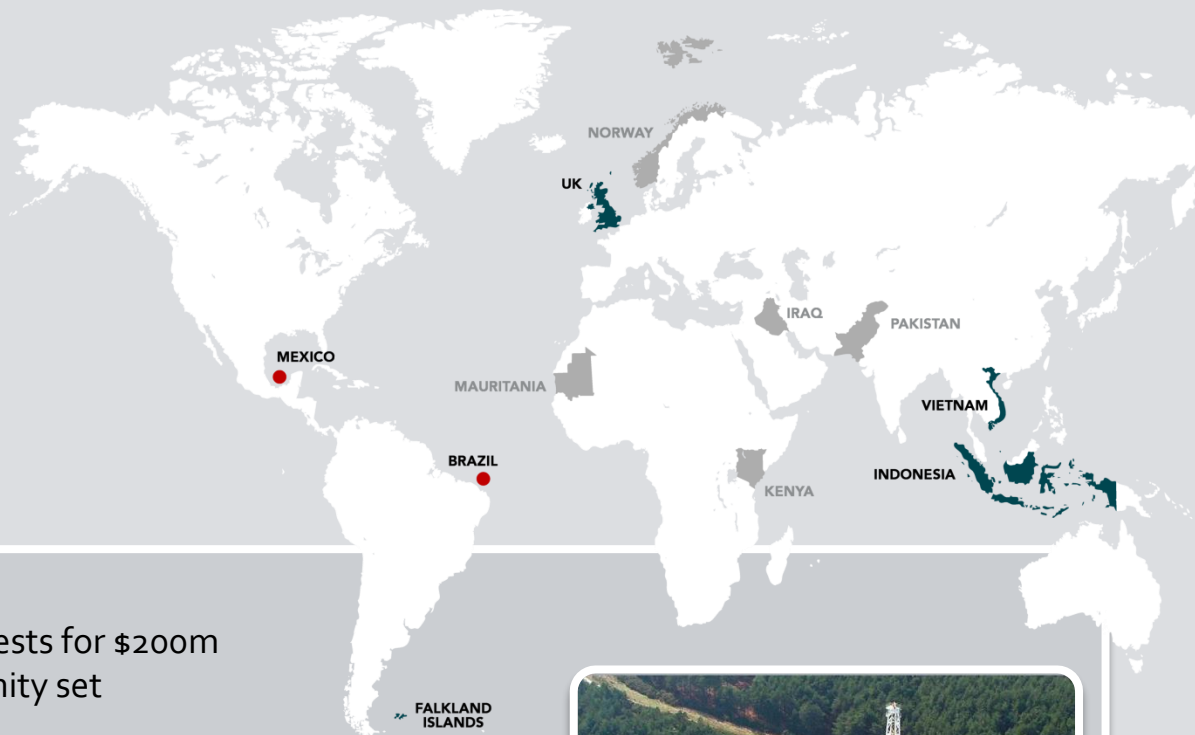 NORWAY
UK
IRAQ
PAKISTAN
MEXICO
MAURITANIA
VIETNAM
BRAZIL
INDONESIA
KENYA
ests for $200m
nity set
FALKLAND
ISLANDS